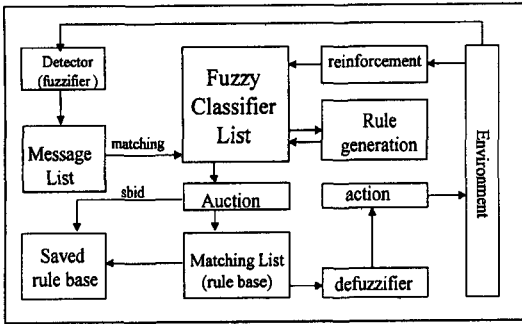 Detector
(fuzzifier)
Fuzzy
Classifier
List
reinforcement
Rule
generation
Environment
Message
List
matching
sbid
Auction
action
Saved
rule base
Matching List
(rule base)
defuzzifier